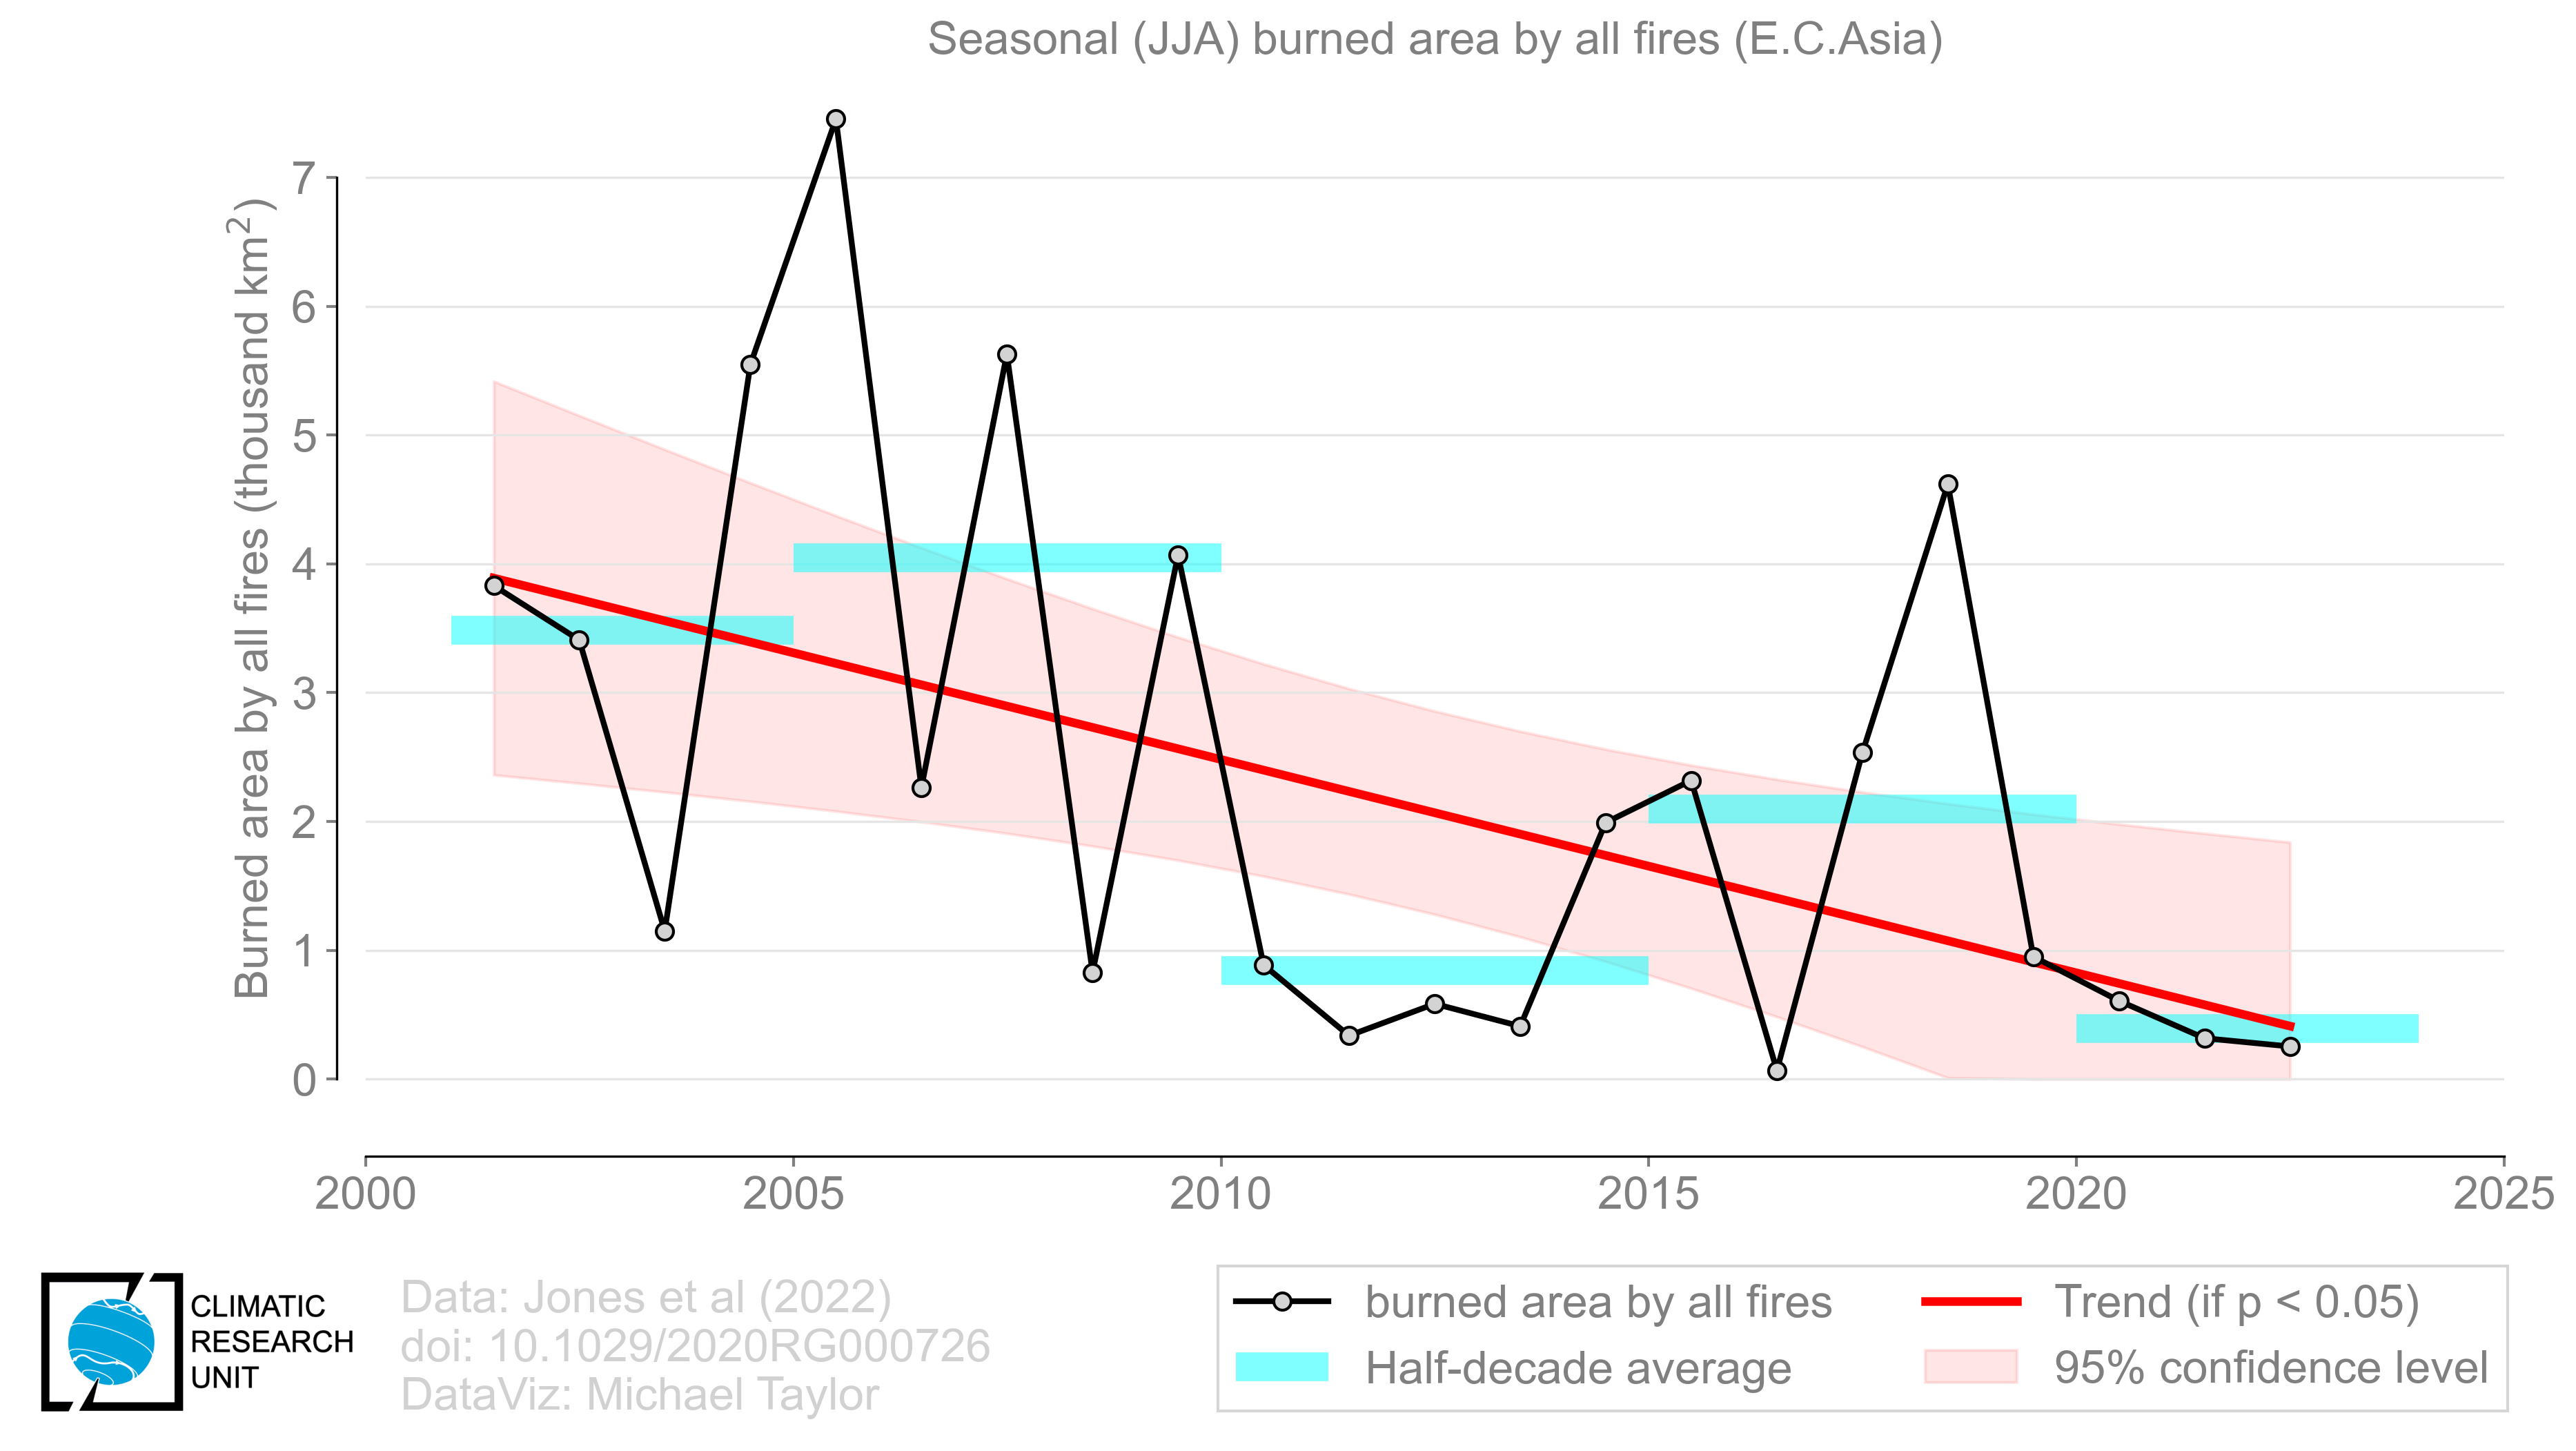 Seasonal (JJA) burned area by all fires (E.C.Asia)
Burned area by all fires (thousand km²)
7
6
5
4
3
2
1
0
2000
2005
2010
2015
2020
2025
CLIMATIC
RESEARCH
UNIT
Data: Jones et al (2022)
doi: 10.1029/2020RG000726
DataViz: Michael Taylor
burned area by all fires
Half-decade average
Trend (if p < 0.05)
95% confidence level